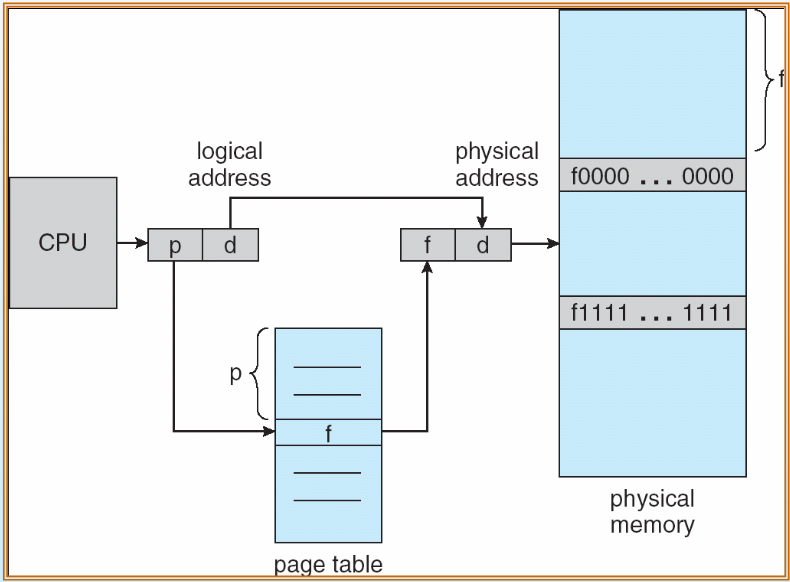 logical
address
physical
address
f
f0000 ... 0000
CPU
p
d
f
d
f1111 ... 1111
p
f
physical
memory
page table